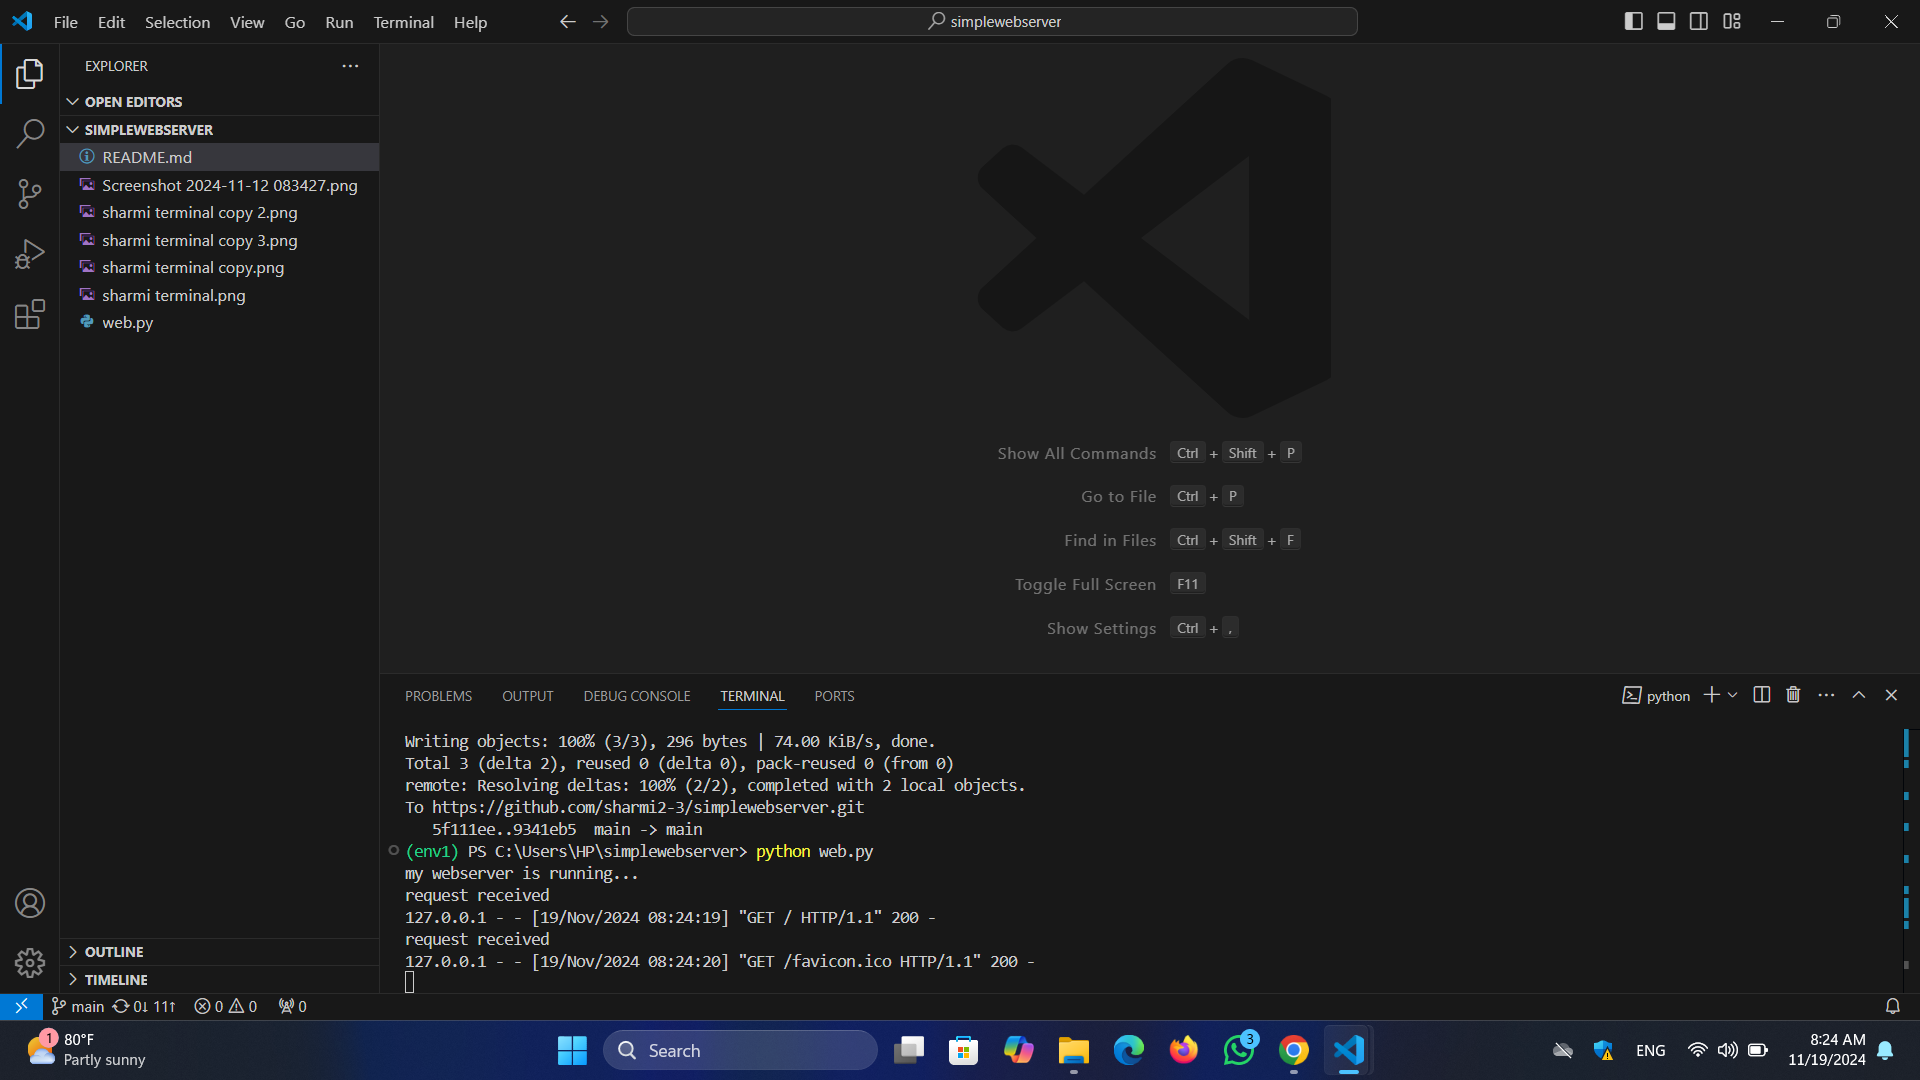 File Edit Selection View Go Run Terminal Help
simplewebserver
EXPLORER
OPEN EDITORS
SIMPLEWEBSERVER
README.md
Screenshot 2024-11-12 083427.png
sharmi terminal copy 2.png
sharmi terminal copy 3.png
sharmi terminal copy.png
sharmi terminal.png
web.py
OUTLINE
TIMELINE
Show All Commands Ctrl + Shift + P
Go to File Ctrl + P
Find in Files Ctrl + Shift + F
Toggle Full Screen F11
Show Settings Ctrl + ,
PROBLEMS OUTPUT DEBUG CONSOLE TERMINAL PORTS
python
Writing objects: 100% (3/3), 296 bytes | 74.00 KiB/s, done.
Total 3 (delta 2), reused 0 (delta 0), pack-reused 0 (from 0)
remote: Resolving deltas: 100% (2/2), completed with 2 local objects.
To https://github.com/sharmi2-3/simplewebserver.git
5f111ee..9341eb5 main -> main
(env1) PS C:\Users\HP\simplewebserver> python web.py
my webserver is running...
request received
127.0.0.1 - - [19/Nov/2024 08:24:19] "GET / HTTP/1.1" 200 -
request received
127.0.0.1 - - [19/Nov/2024 08:24:20] "GET /favicon.ico HTTP/1.1" 200 -
main 0↓ 11↑ 0 0 0
1
80°F
Partly sunny
Search
3
ENG
8:24 AM
11/19/2024